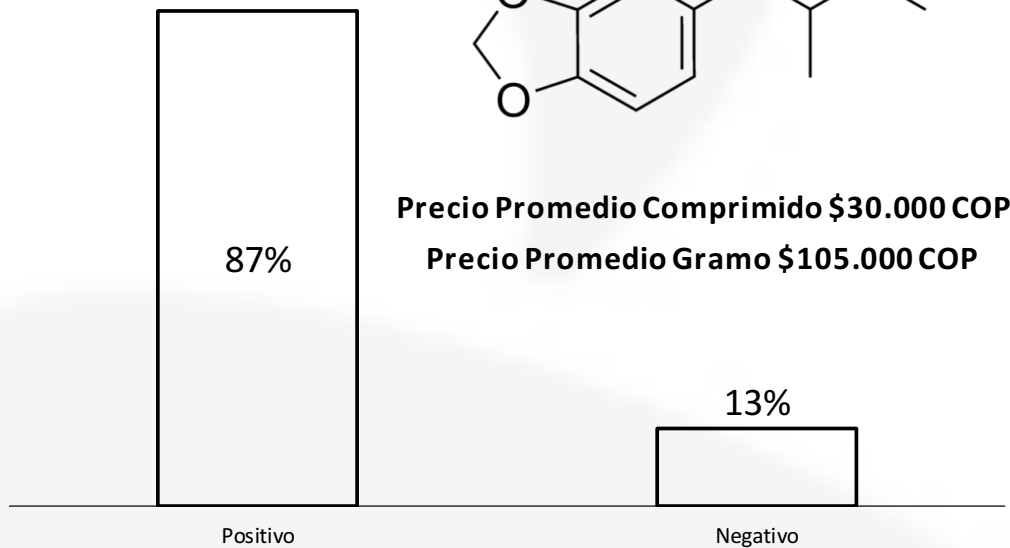 O
O
Precio Promedio Comprimido $30.000 COP
87%
Precio Promedio Gramo $105.000 COP
13%
Positivo
Negativo